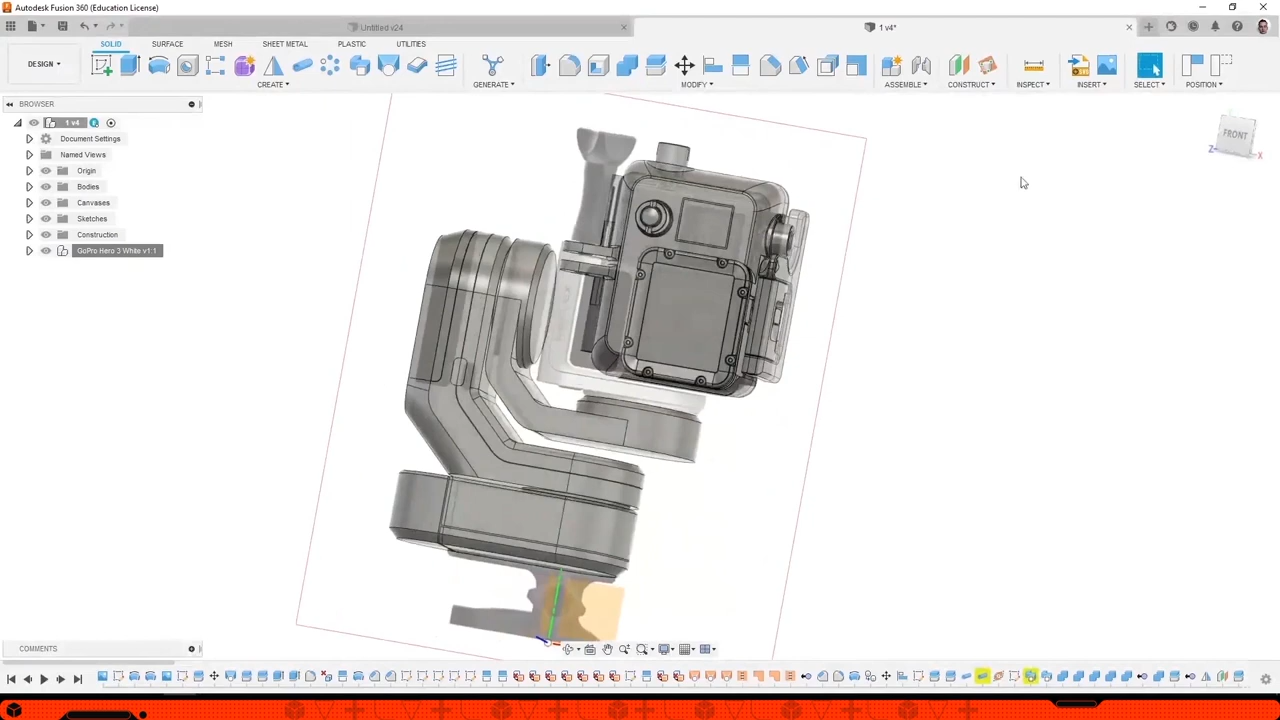 Autodesk Fusion 360 (Education License)
Untitled v24
1 v4*
DESIGN
SOLID
SURFACE
MESH
SHEET METAL
PLASTIC
UTILITIES
CREATE
GENERATE
MODIFY
ASSEMBLE
CONSTRUCT
INSPECT
INSERT
SELECT
POSITION
BROWSER
1 v4
Document Settings
Named Views
Origin
Bodies
Canvases
Sketches
Construction
GoPro Hero 3 White v1:1
FRONT
Z
X
COMMENTS